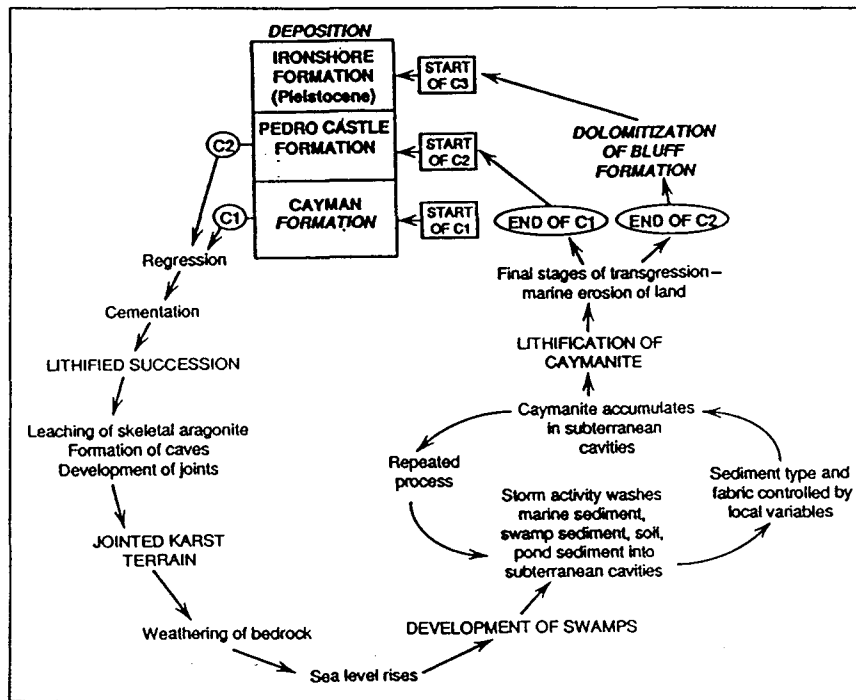 DEPOSITION
IRONSHORE
FORMATION
(Pleistocene)
START
OF C3
PEDRO CASTLE
FORMATION
START
OF C2
C2
CAYMAN
FORMATION
START
OF C1
C1
DOLOMITIZATION
OF BLUFF
FORMATION
END OF C1
END OF C2
Regression
Cementation
LITHIFIED SUCCESSION
Leaching of skeletal aragonite
Formation of caves
Development of joints
JOINTED KARST
TERRAIN
Weathering of bedrock
Sea level rises
DEVELOPMENT OF SWAMPS
Storm activity washes
marine sediment,
swamp sediment, soil,
pond sediment into
subterranean cavities
Sediment type and
fabric controlled by
local variables
Caymanite accumulates
in subterranean
cavities
Repeated
process
LITHIFICATION OF
CAYMANITE
Final stages of transgression–
marine erosion of land